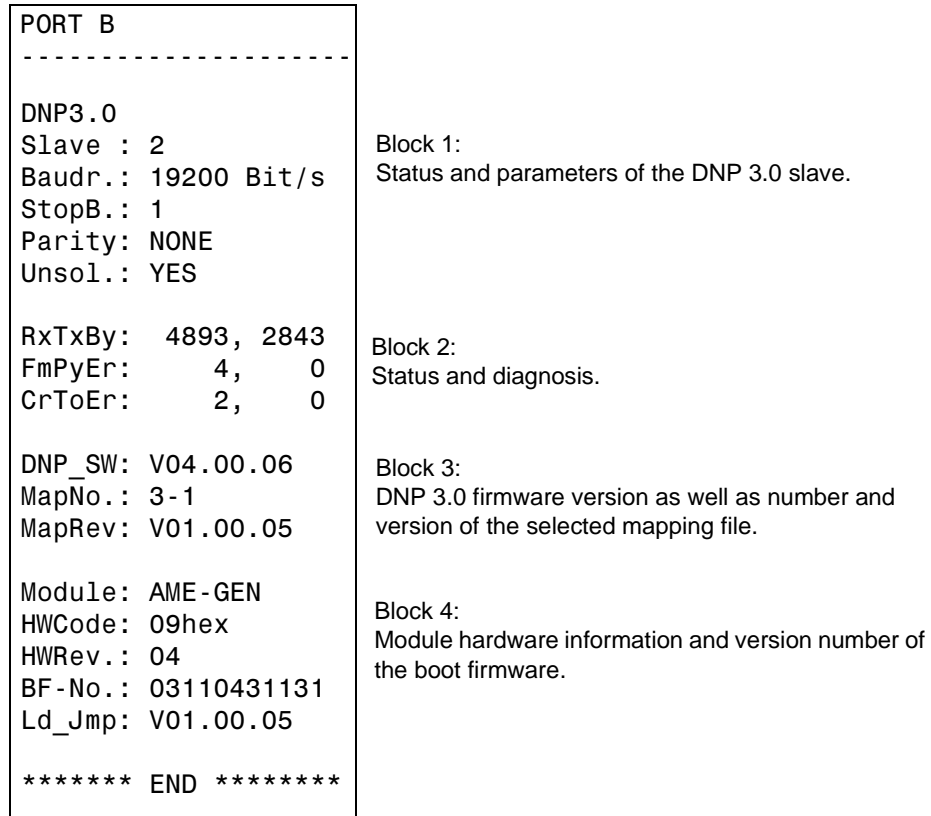 PORT B
---------------------
DNP3.0
Slave : 2
Baudr.: 19200 Bit/s
StopB.: 1
Parity: NONE
Unsol.: YES
Block 1:
Status and parameters of the DNP 3.0 slave.
RxTxBy:  4893, 2843
FmPyEr:     4,    0
CrToEr:     2,    0
Block 2:
Status and diagnosis.
DNP_SW: V04.00.06
MapNo.: 3-1
MapRev: V01.00.05
Block 3:
DNP 3.0 firmware version as well as number and
version of the selected mapping file.
Module: AME-GEN
HWCode: 09hex
HWRev.: 04
BF-No.: 03110431131
Ld_Jmp: V01.00.05
Block 4:
Module hardware information and version number of
the boot firmware.
******* END ********